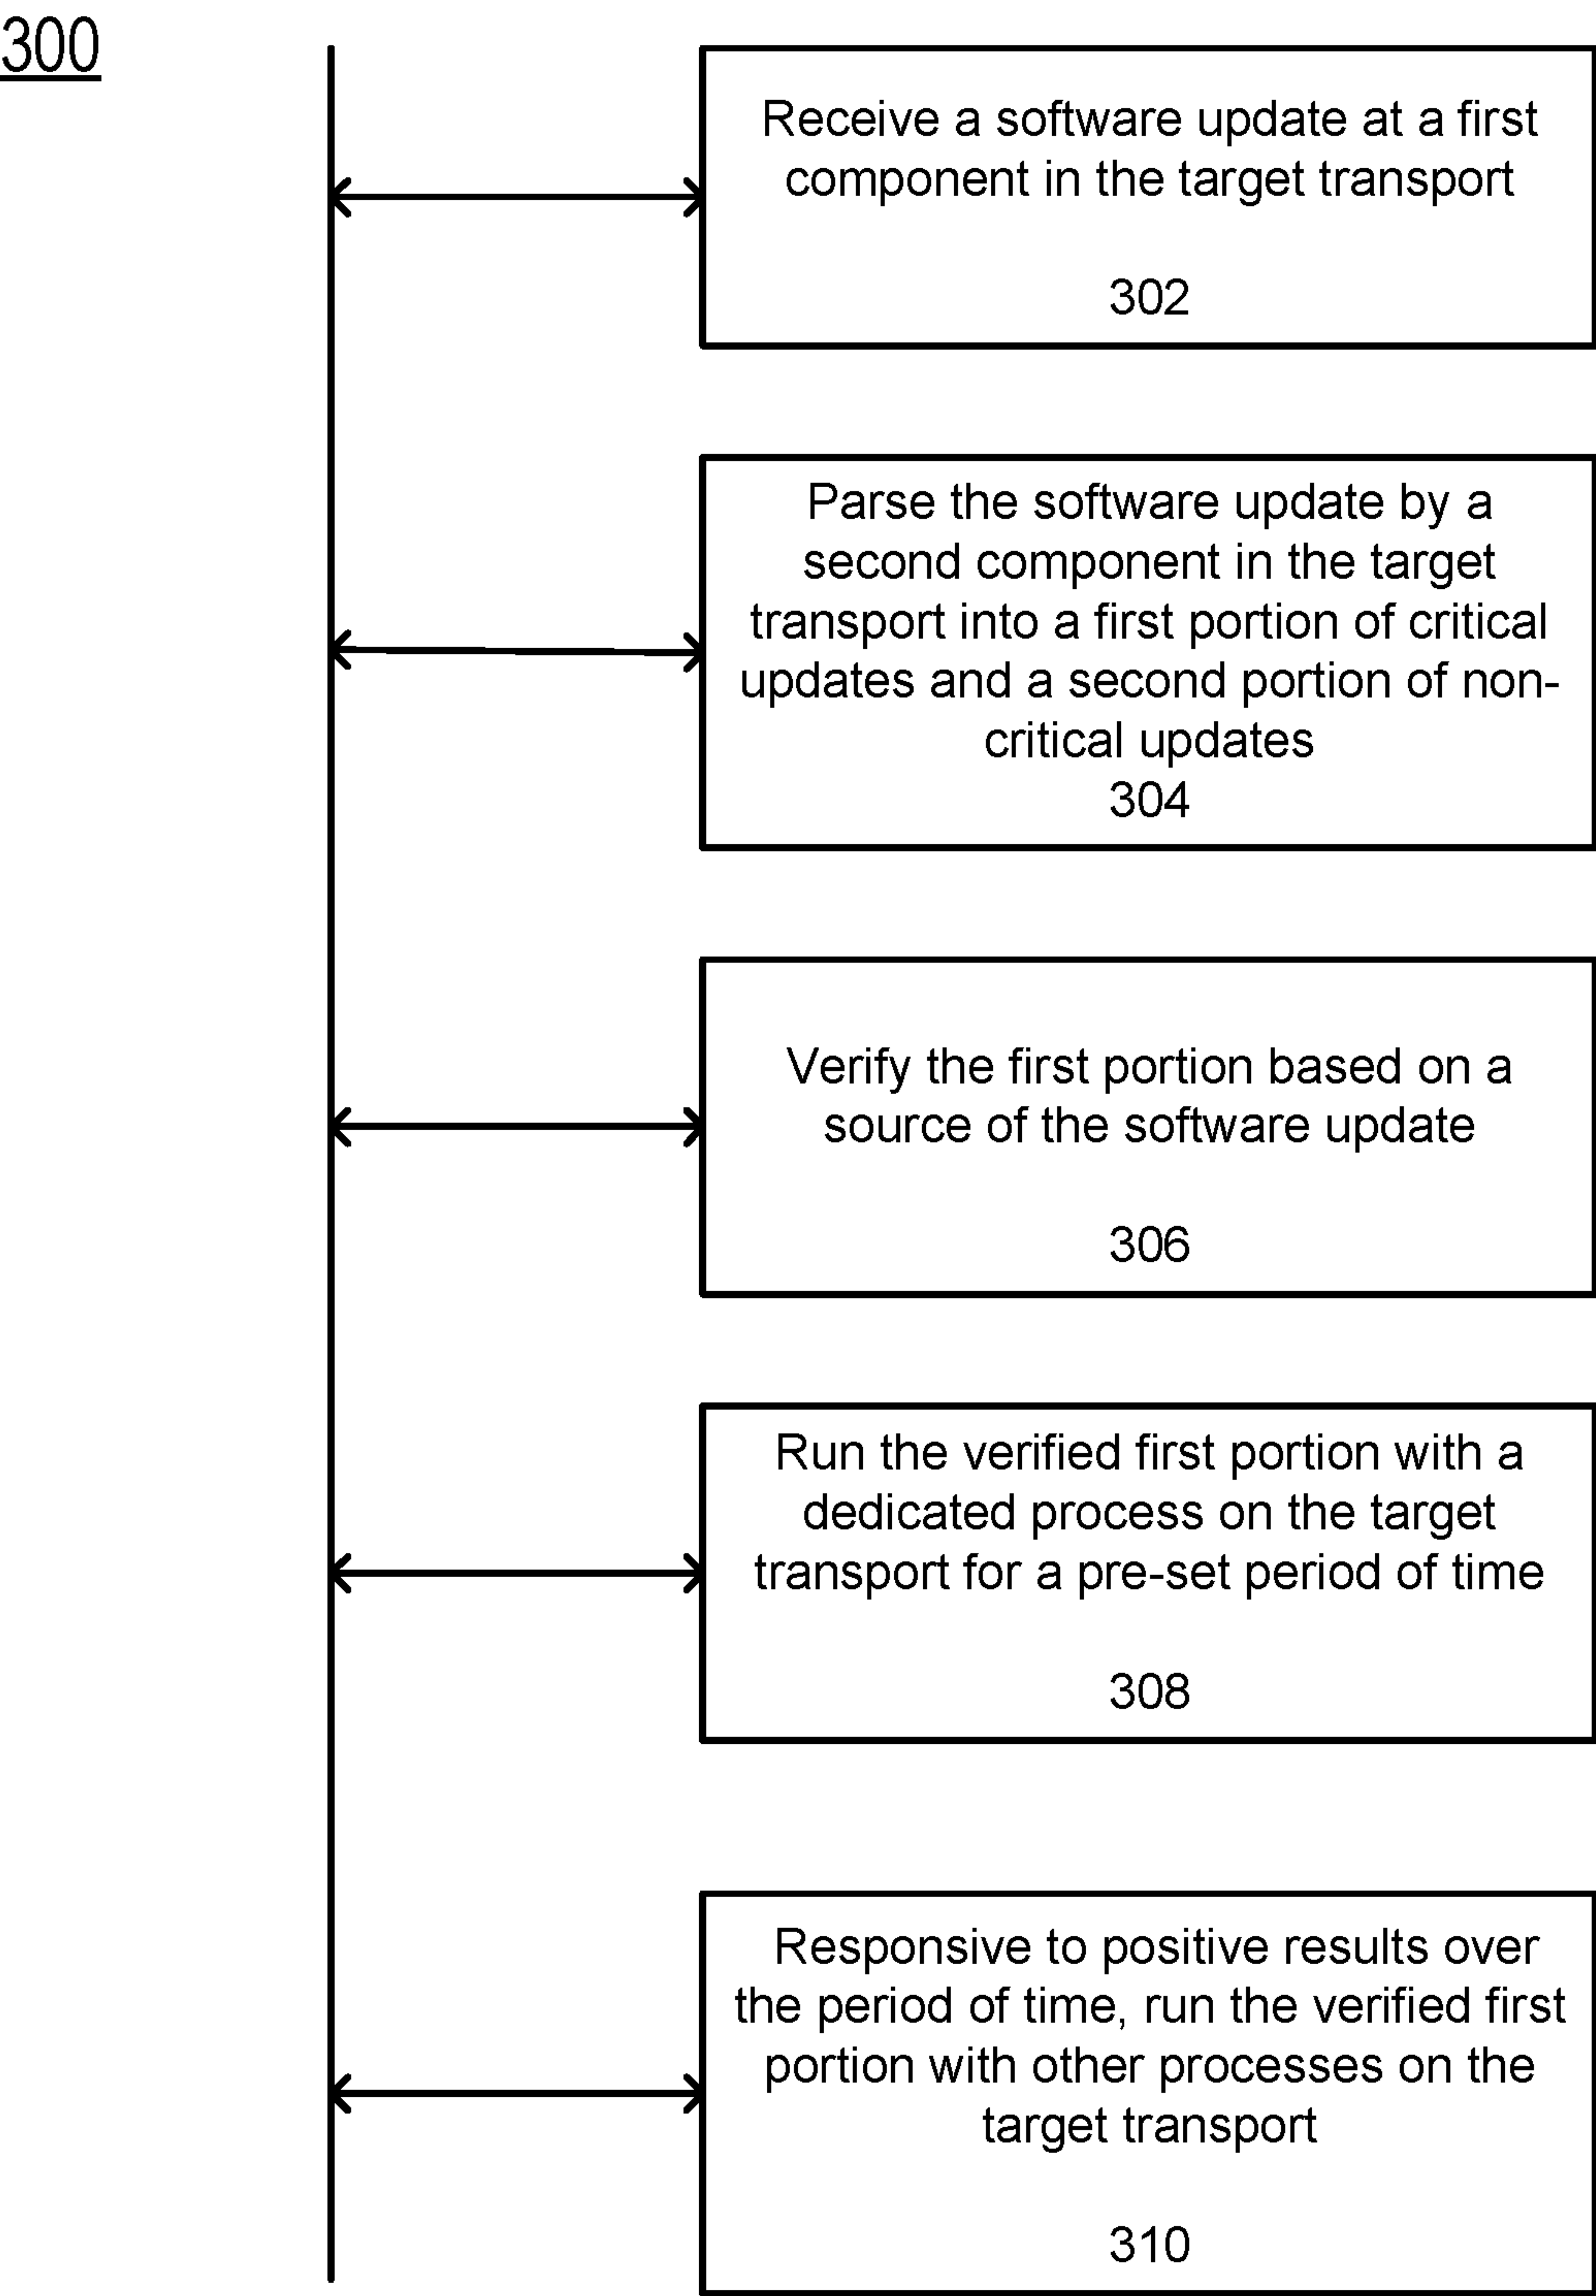 300
Receive a software update at a first
component in the target transport
302
Parse the software update by a
second component in the target
transport into a first portion of critical
updates and a second portion of non-
critical updates
304
Verify the first portion based on a
source of the software update
306
Run the verified first portion with a
dedicated process on the target
transport for a pre-set period of time
308
Responsive to positive results over
the period of time, run the verified first
portion with other processes on the
target transport
310